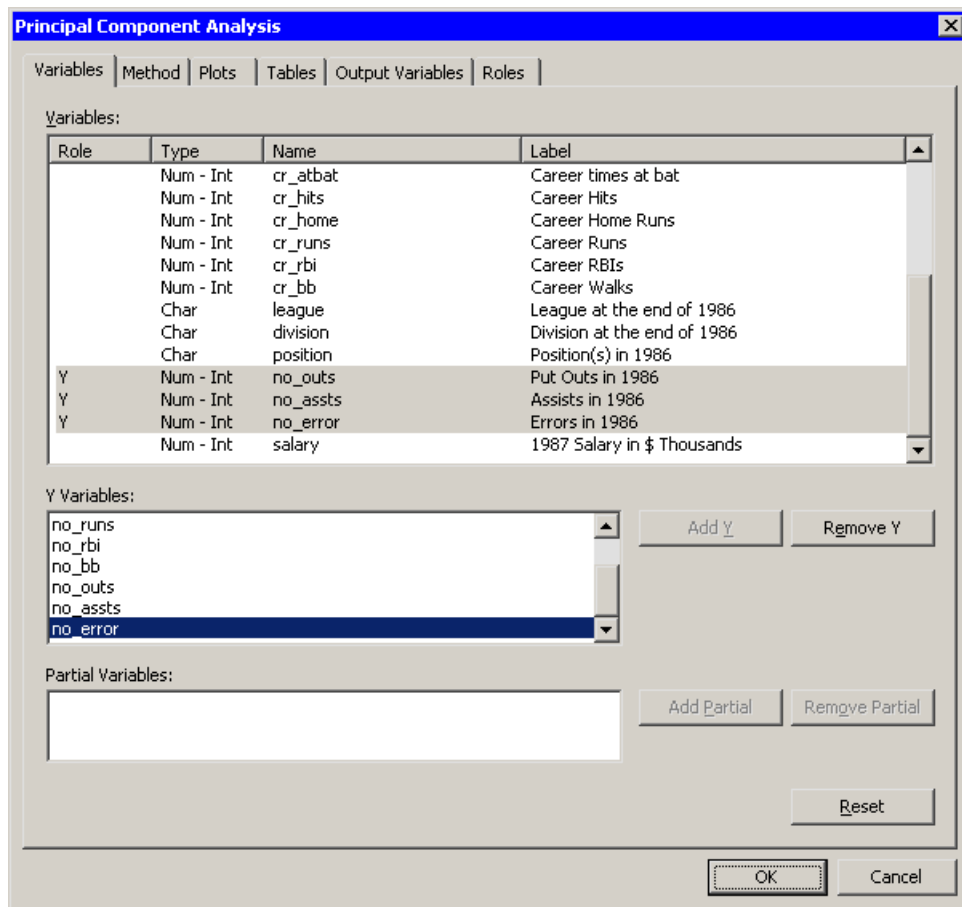 Principal Component Analysis
Variables Method Plots Tables Output Variables Roles
Variables:
Role Type Name Label
Num - Int cr_atbat Career times at bat
Num - Int cr_hits Career Hits
Num - Int cr_home Career Home Runs
Num - Int cr_runs Career Runs
Num - Int cr_rbi Career RBIs
Num - Int cr_bb Career Walks
Char league League at the end of 1986
Char division Division at the end of 1986
Char position Position(s) in 1986
Y Num - Int no_outs Put Outs in 1986
Y Num - Int no_assts Assists in 1986
Y Num - Int no_error Errors in 1986
Num - Int salary 1987 Salary in $ Thousands
Y Variables:
no_runs
no_rbi
no_bb
no_outs
no_assts
no_error
Add Y Remove Y
Partial Variables:
Add Partial Remove Partial
Reset
OK Cancel